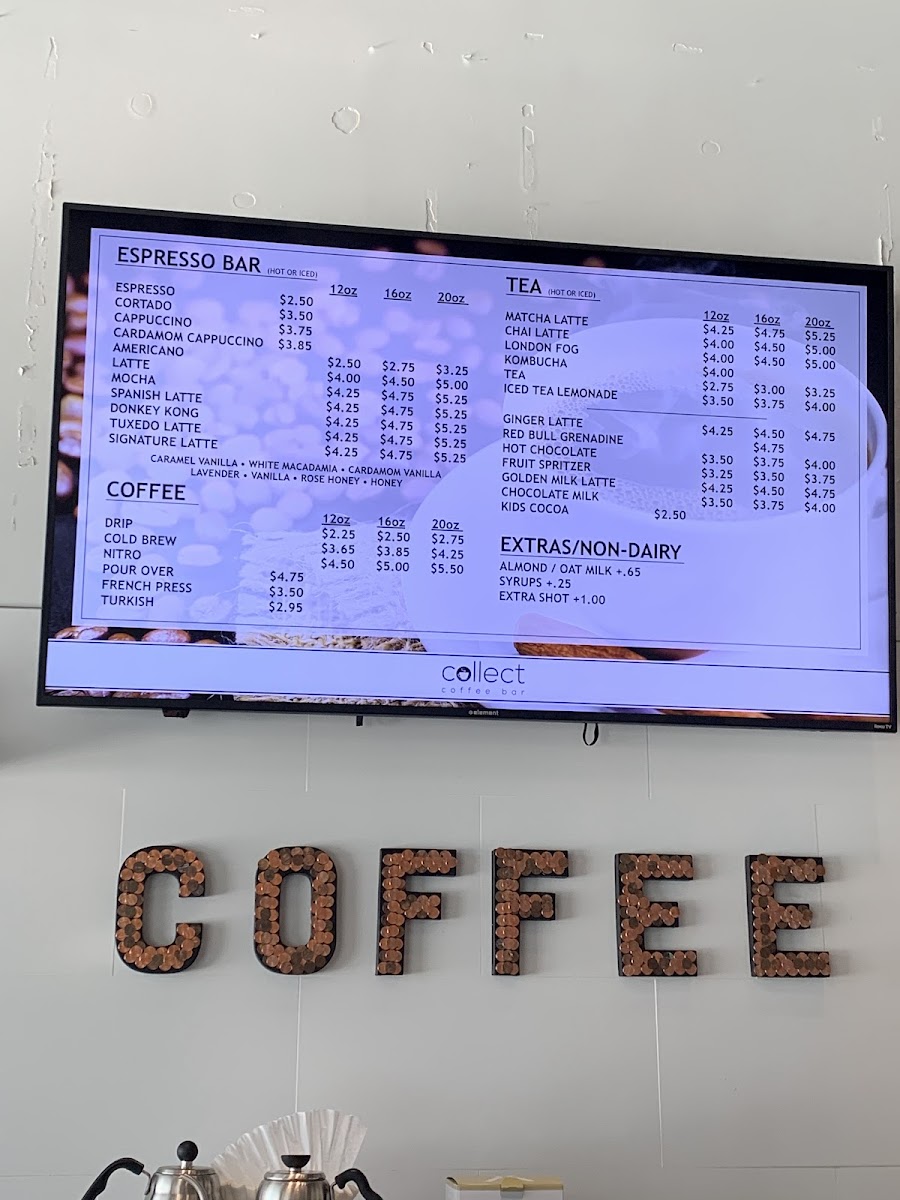 ESPRESSO BAR (HOT OR ICED)
12oz 16oz 20oz
ESPRESSO $2.50
CORTADO $3.50
CAPPUCCINO $3.75
CARDAMOM CAPPUCCINO $3.85
AMERICANO $2.50 $2.75 $3.25
LATTE $4.00 $4.50 $5.00
MOCHA $4.25 $4.75 $5.25
SPANISH LATTE $4.25 $4.75 $5.25
DONKEY KONG $4.25 $4.75 $5.25
TUXEDO LATTE $4.25 $4.75 $5.25
SIGNATURE LATTE $4.25 $4.75 $5.25
CARAMEL VANILLA • WHITE MACADAMIA • CARDAMOM VANILLA
LAVENDER • VANILLA • ROSE HONEY • HONEY
COFFEE
12oz 16oz 20oz
DRIP $2.25 $2.50 $2.75
COLD BREW $3.65 $3.85 $4.25
NITRO $4.50 $5.00 $5.50
POUR OVER $4.75
FRENCH PRESS $3.50
TURKISH $2.95
TEA (HOT OR ICED)
12oz 16oz 20oz
MATCHA LATTE $4.25 $4.75 $5.25
CHAI LATTE $4.00 $4.50 $5.00
LONDON FOG $4.00 $4.50 $5.00
KOMBUCHA $4.00
TEA $2.75 $3.00 $3.25
ICED TEA LEMONADE $3.50 $3.75 $4.00
GINGER LATTE $4.25 $4.50 $4.75
RED BULL GRENADINE $4.75
HOT CHOCOLATE $3.50 $3.75 $4.00
FRUIT SPRITZER $3.25 $3.50 $3.75
GOLDEN MILK LATTE $4.25 $4.50 $4.75
CHOCOLATE MILK $3.50 $3.75 $4.00
KIDS COCOA $2.50
EXTRAS/NON-DAIRY
ALMOND / OAT MILK +.65
SYRUPS +.25
EXTRA SHOT +1.00
collect
coffee bar
element
Roku TV
COFFEE